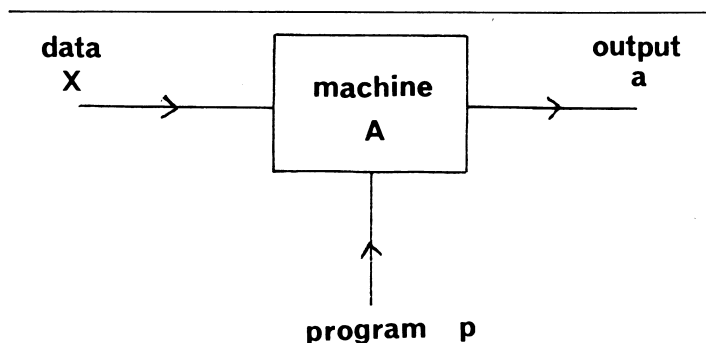 data
X
machine
A
output
a
program p